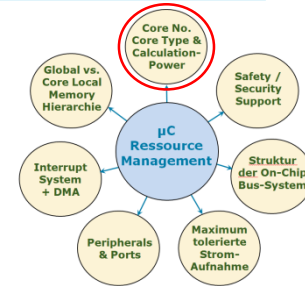 Core No.
Core Type &
Calculation-
Power
Global vs.
Core Local
Memory
Hierarchie
Safety /
Security
Support
µC
Ressource
Management
Interrupt
System
+ DMA
Struktur
der On-Chip
Bus-System
Peripherals
& Ports
Maximum
tolerierte
Strom-
Aufnahme